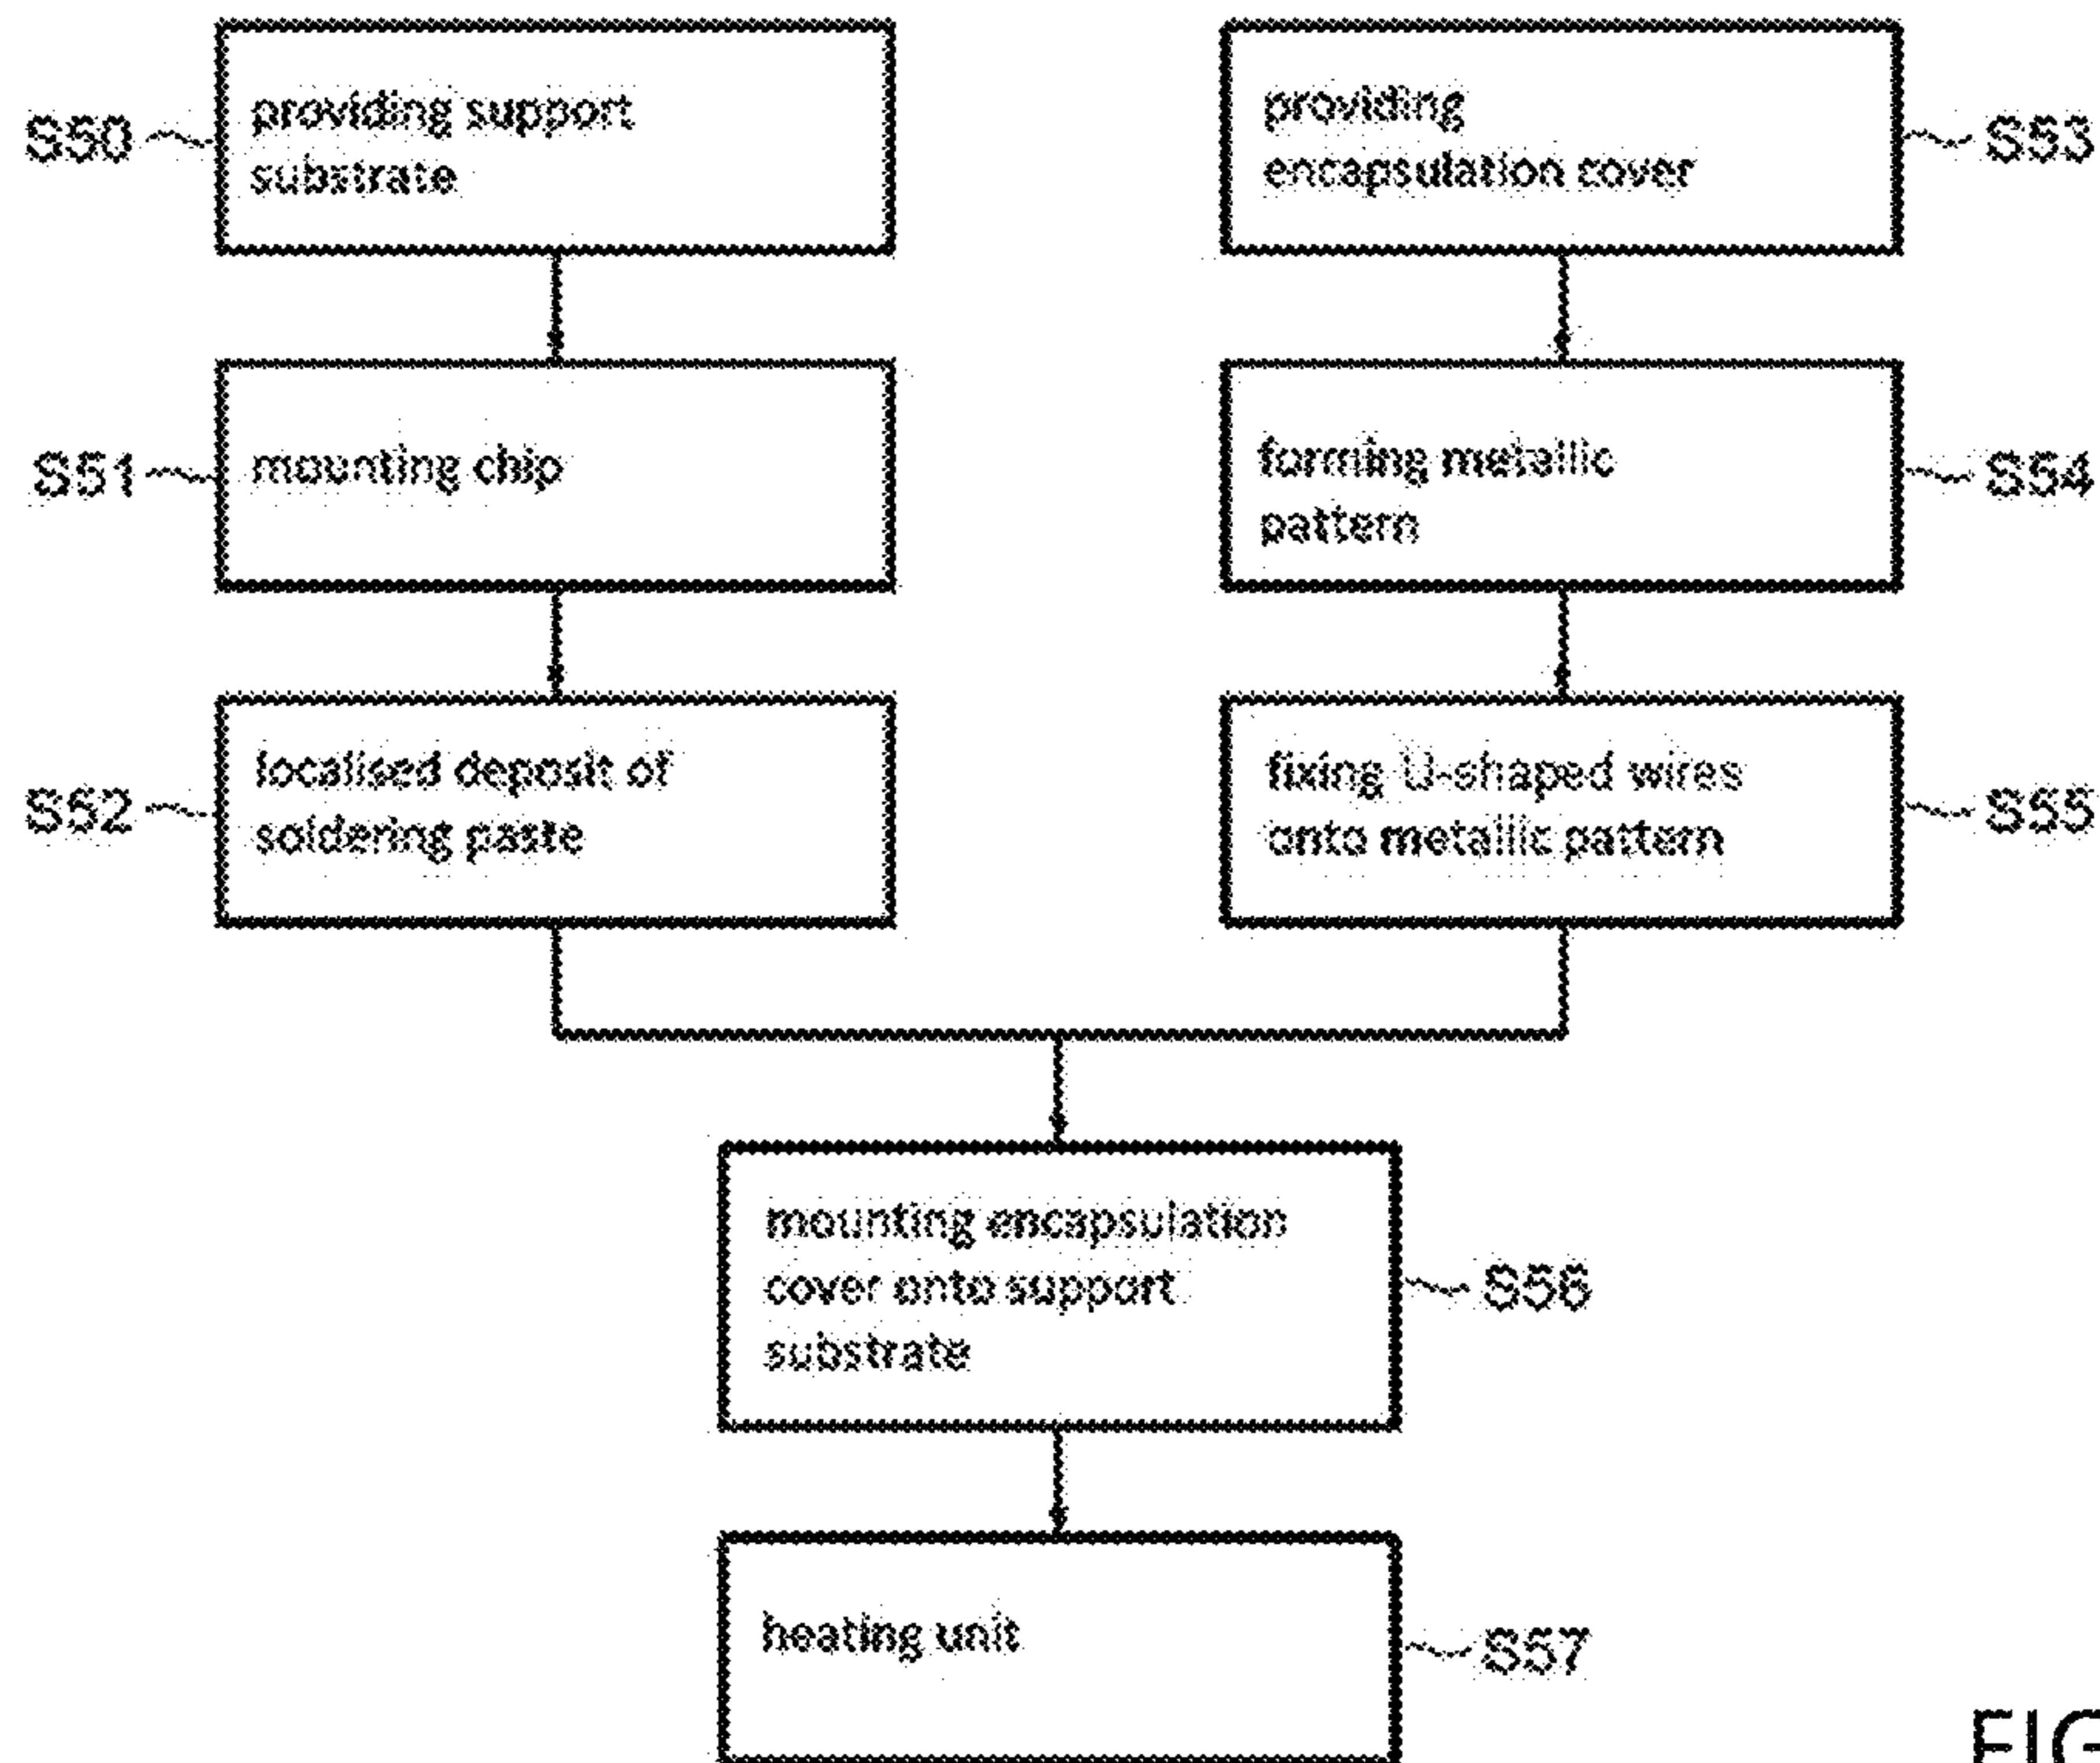 S50
providing support
substrate
S51
mounting chip
S52
localised deposit of
soldering paste
providing
encapsulation cover
S53
forming metallic
pattern
S54
fixing U-shaped wires
onto metallic pattern
S55
mounting encapsulation
cover onto support
substrate
S56
heating unit
S57
FIG